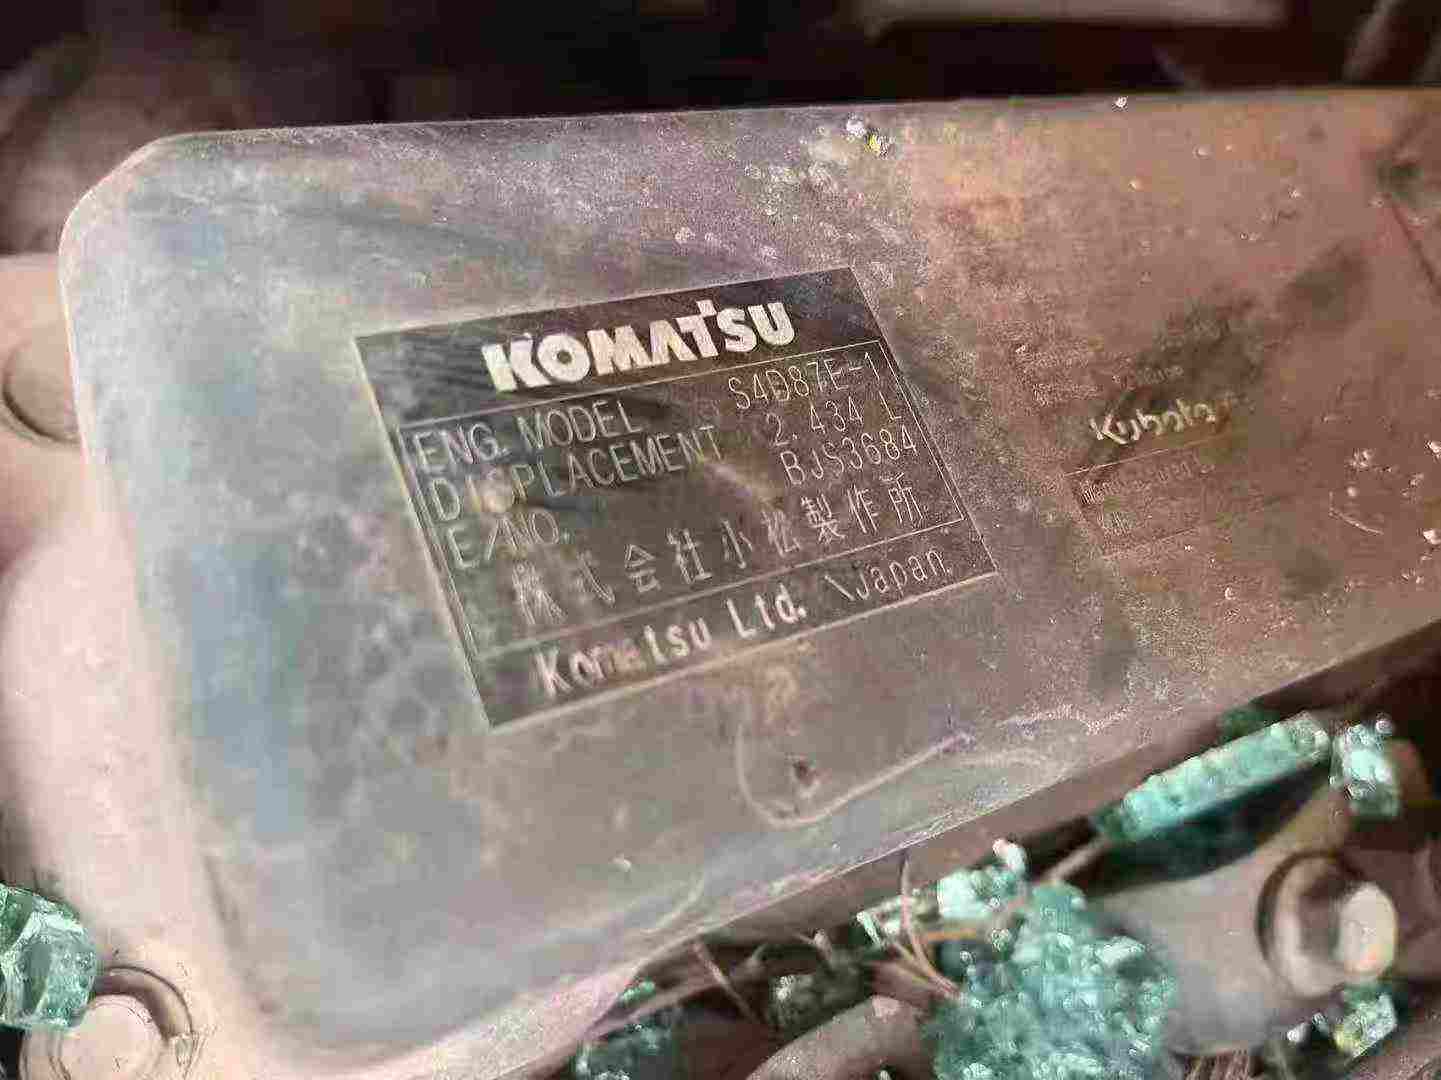 KOMATSU
ENG. MODEL S4D87E-1
DISPLACEMENT 2.434 L
E/NO. BJS3684
株式会社小松製作所
Komatsu Ltd. Japan
Kubota